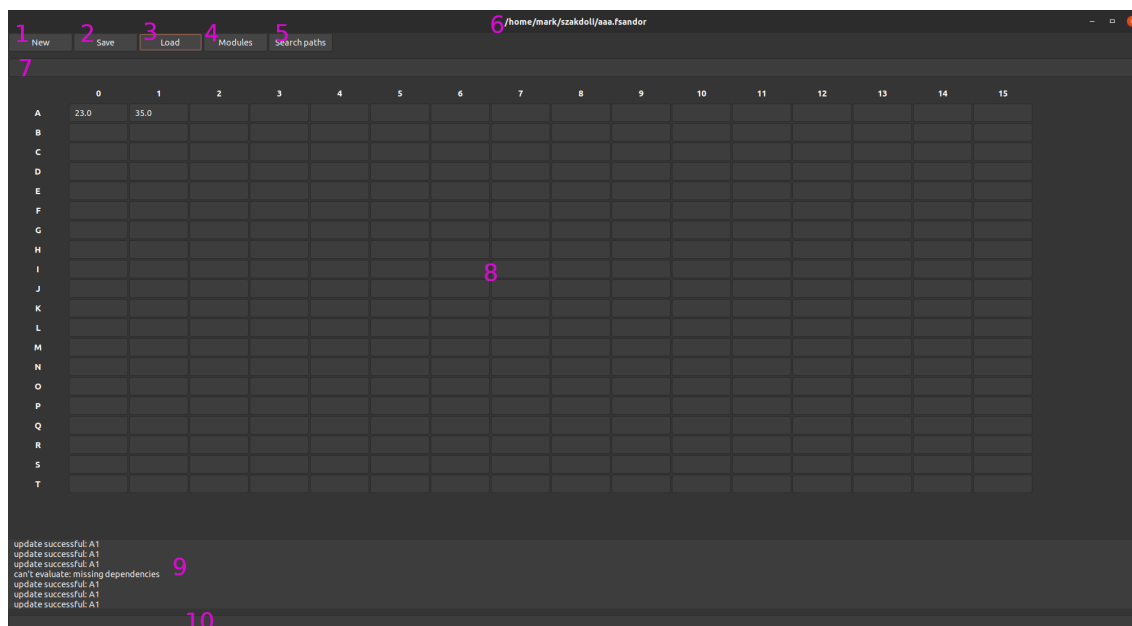 1 2 3 4 5 6 /home/mark/szakdoli/aaa.fsandor
New Save Load Modules Search paths
7
0 1 2 3 4 5 6 7 8 9 10 11 12 13 14 15
A 23.0 35.0
B
C
D
E
F
G
H
I 8
J
K
L
M
N
O
P
Q
R
S
T
update successful: A1
update successful: A1
update successful: A1
can't evaluate: missing dependencies 9
update successful: A1
update successful: A1
update successful: A1
10